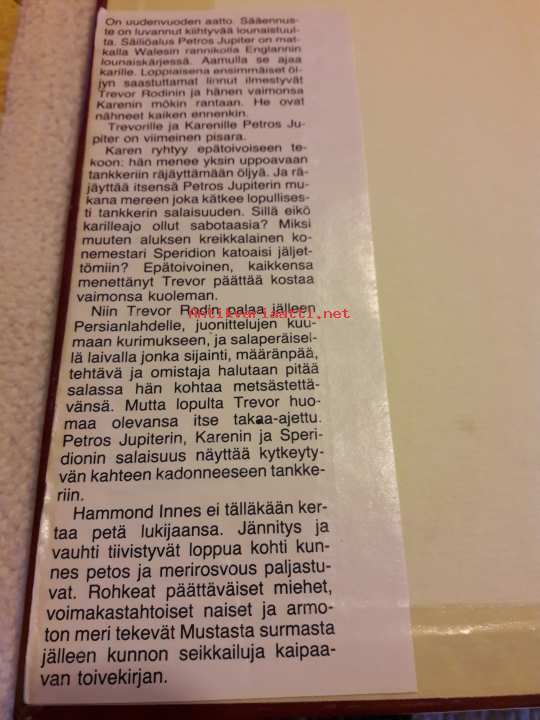 On uudenvuoden aatto. Sääennus-
te on luvannut kiihtyvää lounaistuul-
ta. Säiliöalus Petros Jupiter on mat-
kalla Walesin rannikolla Englannin
lounaiskärjessä. Aamulla se ajaa
karille. Loppiaisena ensimmäiset öl-
jyn saastuttamat linnut ilmestyvät
Trevor Rodinin ja hänen vaimonsa
Karenin mökin rantaan. He ovat
nähneet kaiken ennenkin.
Trevorille ja Karenille Petros Ju-
piter on viimeinen pisara.
Karen ryhtyy epätoivoiseen te-
koon: hän menee yksin uppoavaan
tankkeriin räjäyttämään öljyä. Ja rä-
jäyttää itsensä Petros Jupiterin mu-
kana mereen joka kätkee lopullises-
ti tankkerin salaisuuden. Sillä eikö
karilleajo ollut sabotaasia? Miksi
muuten aluksen kreikkalainen ko-
nemestari Speridion katoaisi jäljet-
tömiin? Epätoivoinen, kaikkensa
menettänyt Trevor päättää kostaa
vaimonsa kuoleman.
Niin Trevor Rodin palaa jälleen
Antikvariaatti.net
Persianlahdelle, juonittelujen kuu-
maan kurimukseen, ja salaperäisel-
lä laivalla jonka sijainti, määränpää,
tehtävä ja omistaja halutaan pitää
salassa hän kohtaa metsästettä-
vänsä. Mutta lopulta Trevor huo-
maa olevansa itse takaa-ajettu.
Petros Jupiterin, Karenin ja Speri-
dionin salaisuus näyttää kytkeyty-
vän kahteen kadonneeseen tankke-
riin.
Hammond Innes ei tälläkään ker-
taa petä lukijaansa. Jännitys ja
vauhti tiivistyvät loppua kohti kun-
nes petos ja merirosvous paljastu-
vat. Rohkeat päättäväiset miehet,
voimakastahtoiset naiset ja armo-
ton meri tekevät Mustasta surmasta
jälleen kunnon seikkailuja kaipaa-
van toivekirjan.